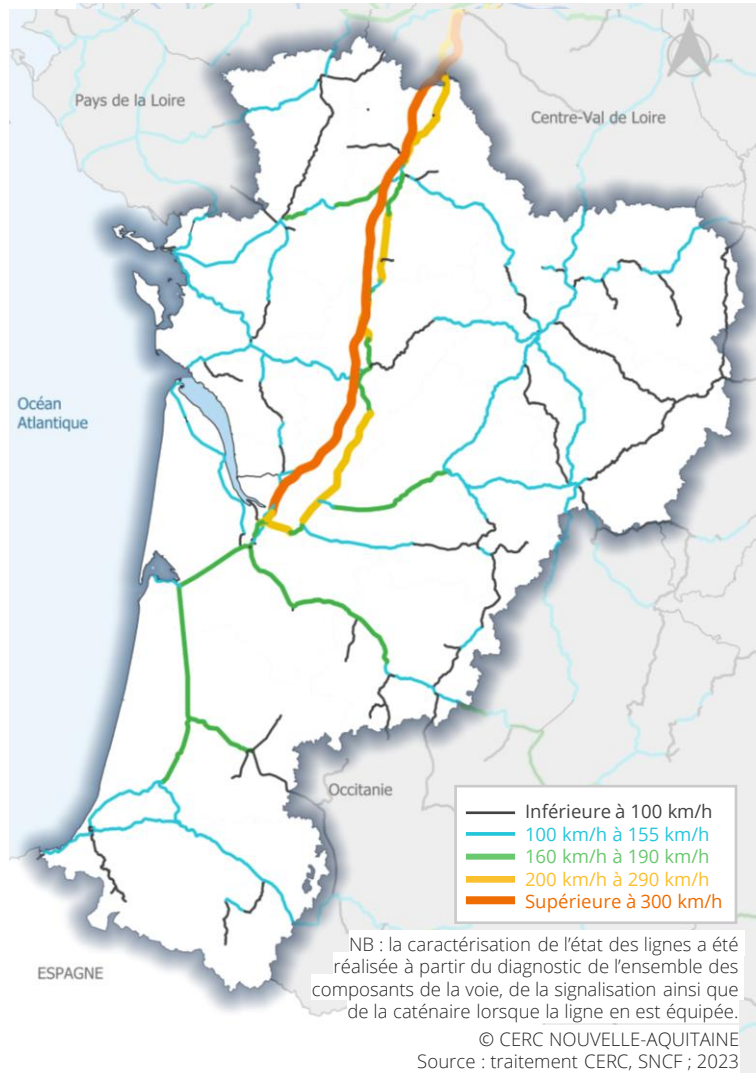 N
Pays de la Loire
Centre-Val de Loire
Océan
Atlantique
Occitanie
Inférieure à 100 km/h
100 km/h à 155 km/h
160 km/h à 190 km/h
200 km/h à 290 km/h
Supérieure à 300 km/h
ESPAGNE
NB : la caractérisation de l'état des lignes a été
réalisée à partir du diagnostic de l'ensemble des
composants de la voie, de la signalisation ainsi que
de la caténaire lorsque la ligne en est équipée.
© CERC NOUVELLE-AQUITAINE
Source : traitement CERC, SNCF ; 2023